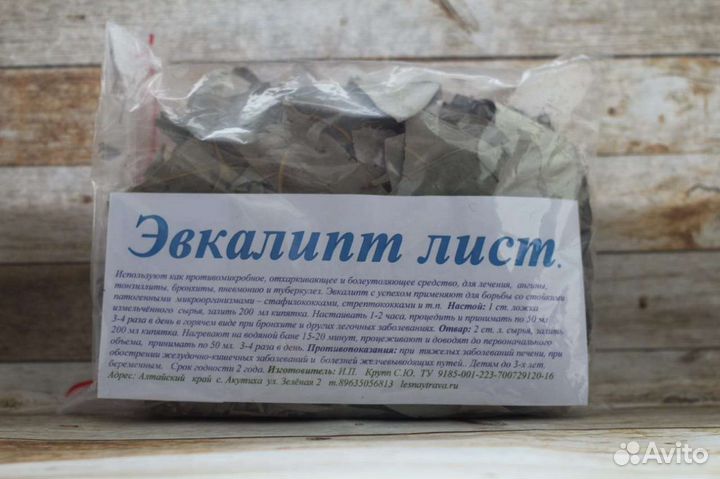 Эвкалипт лист.
Используют как противомикробное, отхаркивающее и болеутоляющее средство, для лечения, ангины,
тонзиллиты, бронхиты, пневмонию и туберкулез. Эвкалипт с успехом применяют для борьбы со стойкими
патогенными микроорганизмами – стафилококками, стрептококками и т.п. Настой: 1 ст. ложка
измельчённого сырья, залить 200 мл кипятка. Настаивать 1-2 часа, процедить и принимать по 50 мл.
3-4 раза в день в горячем виде при бронхите и других легочных заболеваниях. Отвар: 2 ст. л. сырья, залить
200 мл кипятка. Нагревают на водяной бане 15-20 минут, процеживают и доводят до первоначального
объема, принимать по 50 мл. 3-4 раза в день. Противопоказания: при тяжелых заболеваний печени, при
обострении желудочно-кишечных заболеваний и болезней желчевыводящих путей.. Детям до 3-х лет,
беременным. Срок годности 2 года. Изготовитель: И.П. Крупп С.Ю. ТУ 9185-001-223-700729120-16
Адрес: Алтайский край с. Акутиха ул. Зелёная 2 т.89635056813 lesnaytrava.ru
Avito